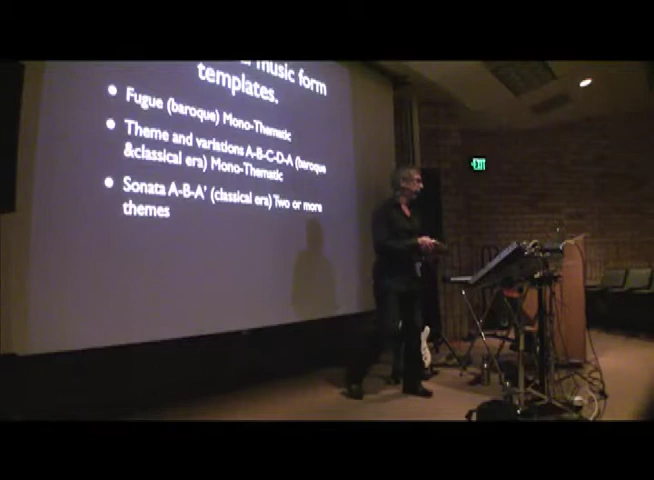 music form
templates.
• Fugue (baroque) Mono-Thematic
• Theme and variations A-B-C-D-A (baroque
&classical era) Mono-Thematic
• Sonata A-B-A' (classical era) Two or more
themes
EXIT